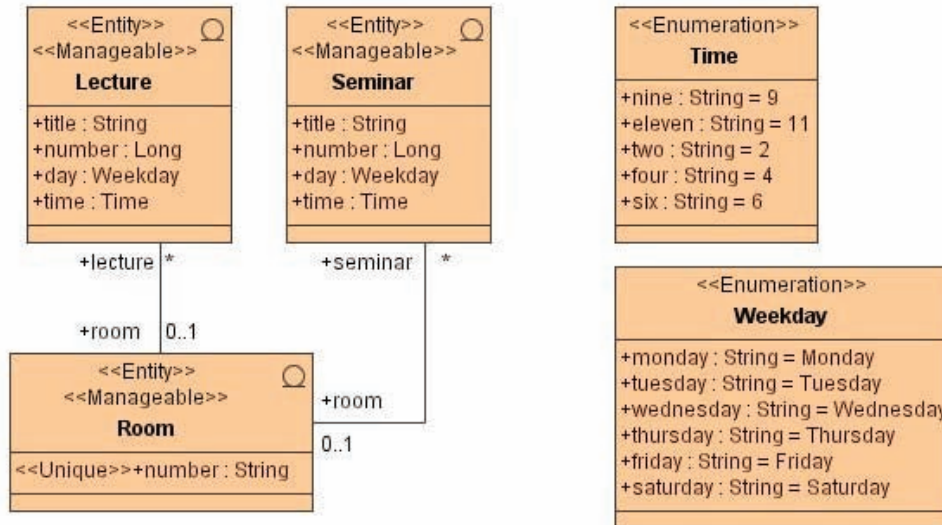 <<Entity>>
<<Manageable>>
Lecture
+title : String
+number : Long
+day : Weekday
+time : Time
<<Entity>>
<<Manageable>>
Seminar
+title : String
+number : Long
+day : Weekday
+time : Time
<<Enumeration>>
Time
+nine : String = 9
+eleven : String = 11
+two : String = 2
+four : String = 4
+six : String = 6
+lecture *
+seminar *
+room 0..1
<<Entity>>
<<Manageable>>
Room
<<Unique>>+number : String
+room
0..1
<<Enumeration>>
Weekday
+monday : String = Monday
+tuesday : String = Tuesday
+wednesday : String = Wednesday
+thursday : String = Thursday
+friday : String = Friday
+saturday : String = Saturday